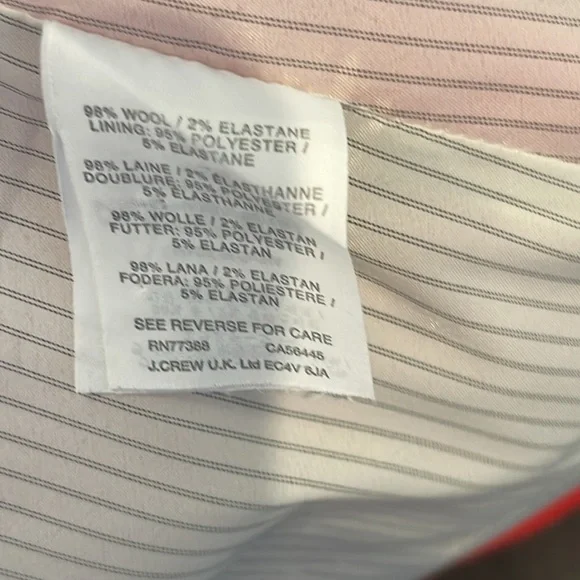 98% WOOL / 2% ELASTANE
LINING: 95% POLYESTER /
5% ELASTANE
98% LAINE / 2% ELASTHANNE
DOUBLURE: 95% POLYESTER /
5% ELASTHANNE
98% WOLLE / 2% ELASTAN
FUTTER: 95% POLYESTER /
5% ELASTAN
98% LANA / 2% ELASTAN
FODERA: 95% POLIESTERE /
5% ELASTAN
SEE REVERSE FOR CARE
RN77388 CA56445
J.CREW U.K. Ltd EC4V 6JA